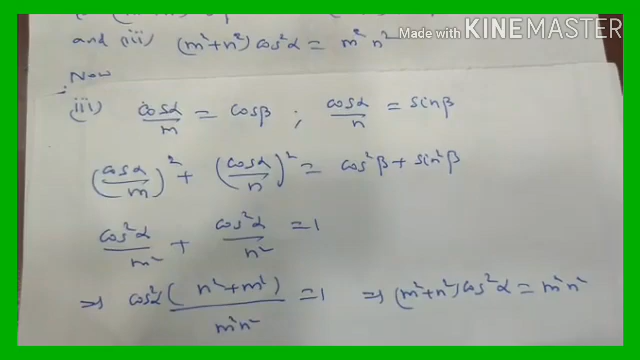 and (iii) (m²+n²) cos²α = m² n²
Made with KINEMASTER
Now
(iii) cosα/m = cosβ ; cosα/n = sinβ
(cosα/m)² + (cosα/n)² = cos²β + sin²β
cos²α/m² + cos²α/n² = 1
⇒ cos²α (n²+m²)/m²n² = 1 ⇒ (m²+n²) cos²α = m²n²